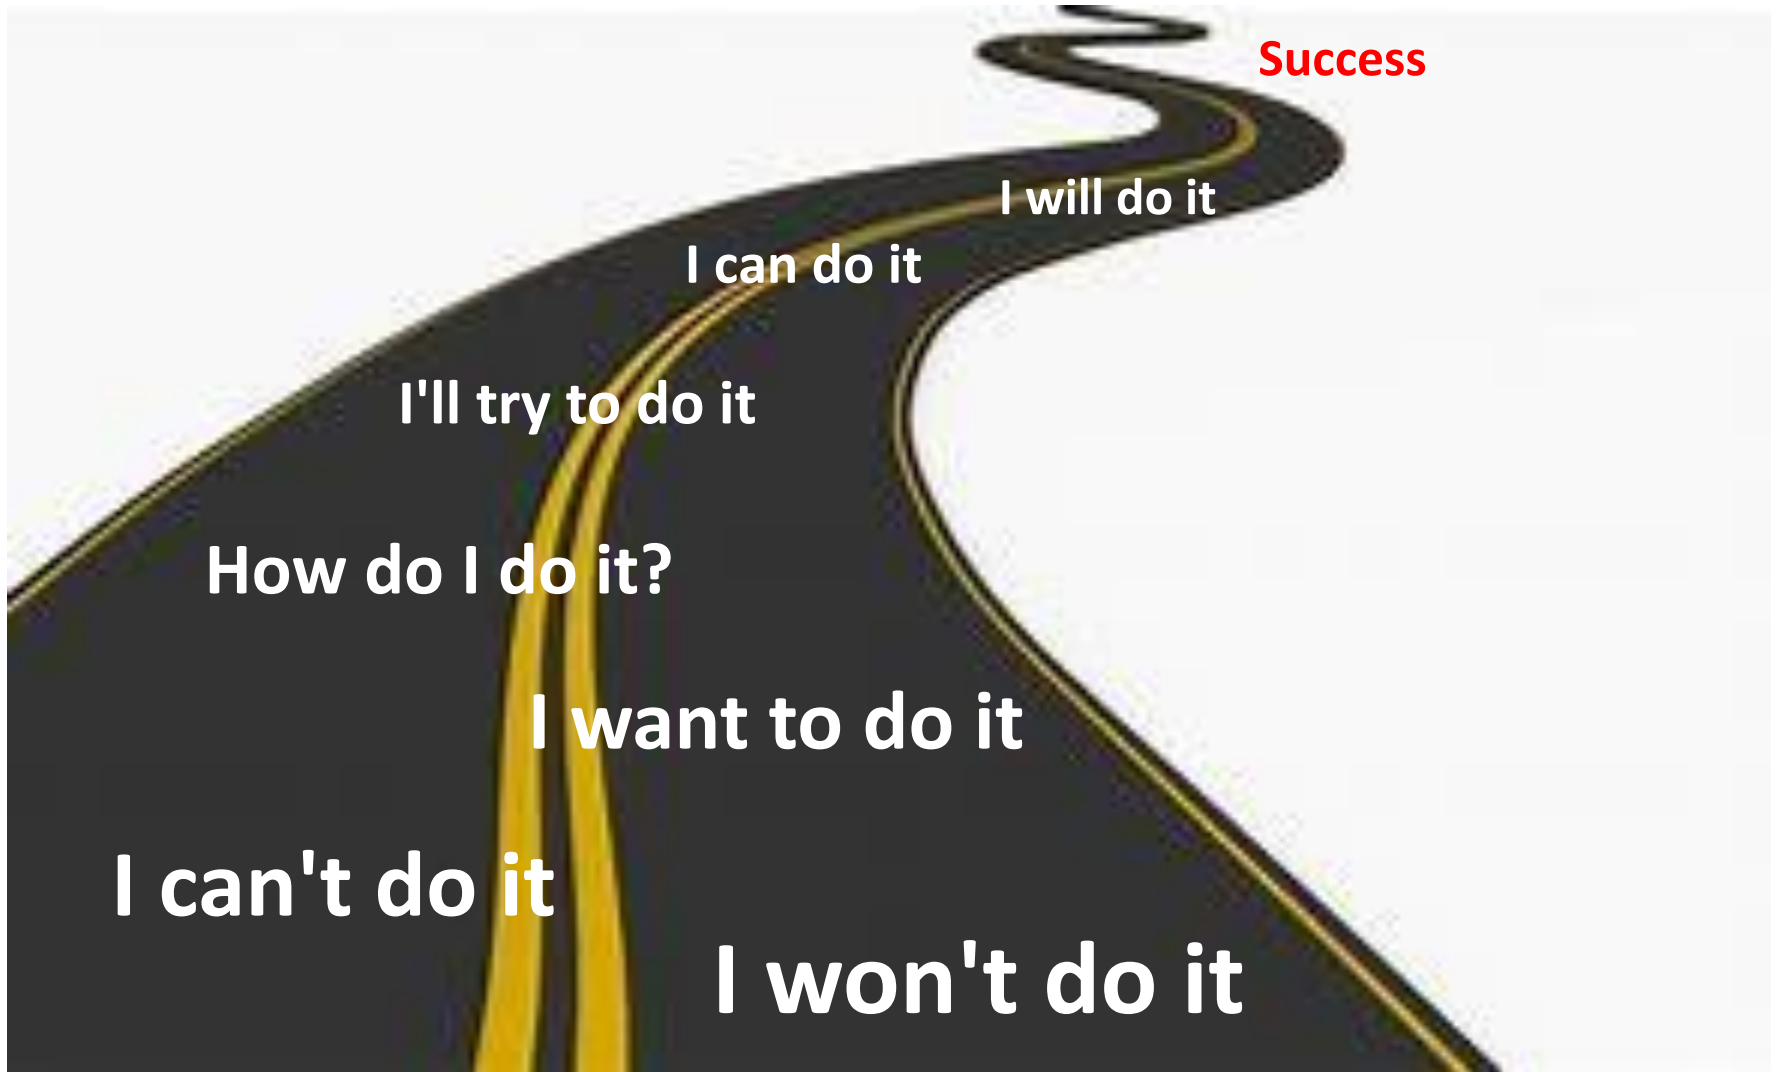 Success
I will do it
I can do it
I'll try to do it
How do I do it?
I want to do it
I can't do it
I won't do it